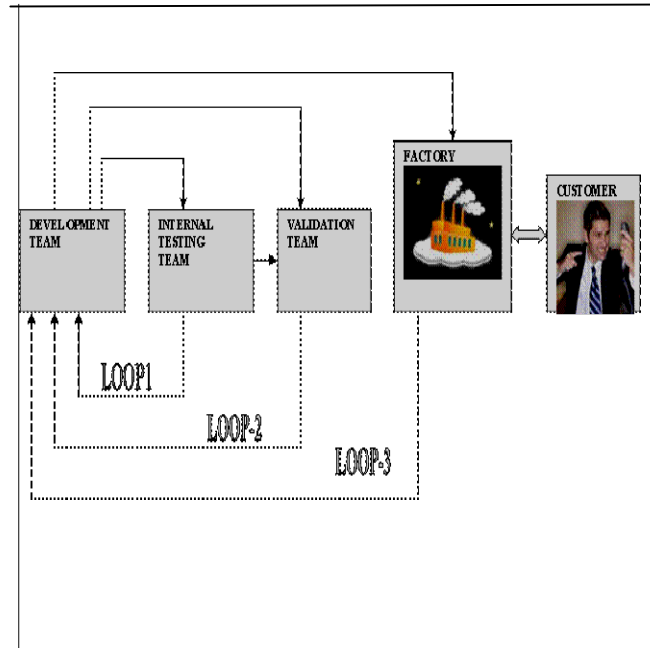 FACTORY
CUSTOMER
DEVELOPMENT
TEAM
INTERNAL
TESTING
TEAM
VALIDATION
TEAM
LOOP1
LOOP-2
LOOP-3